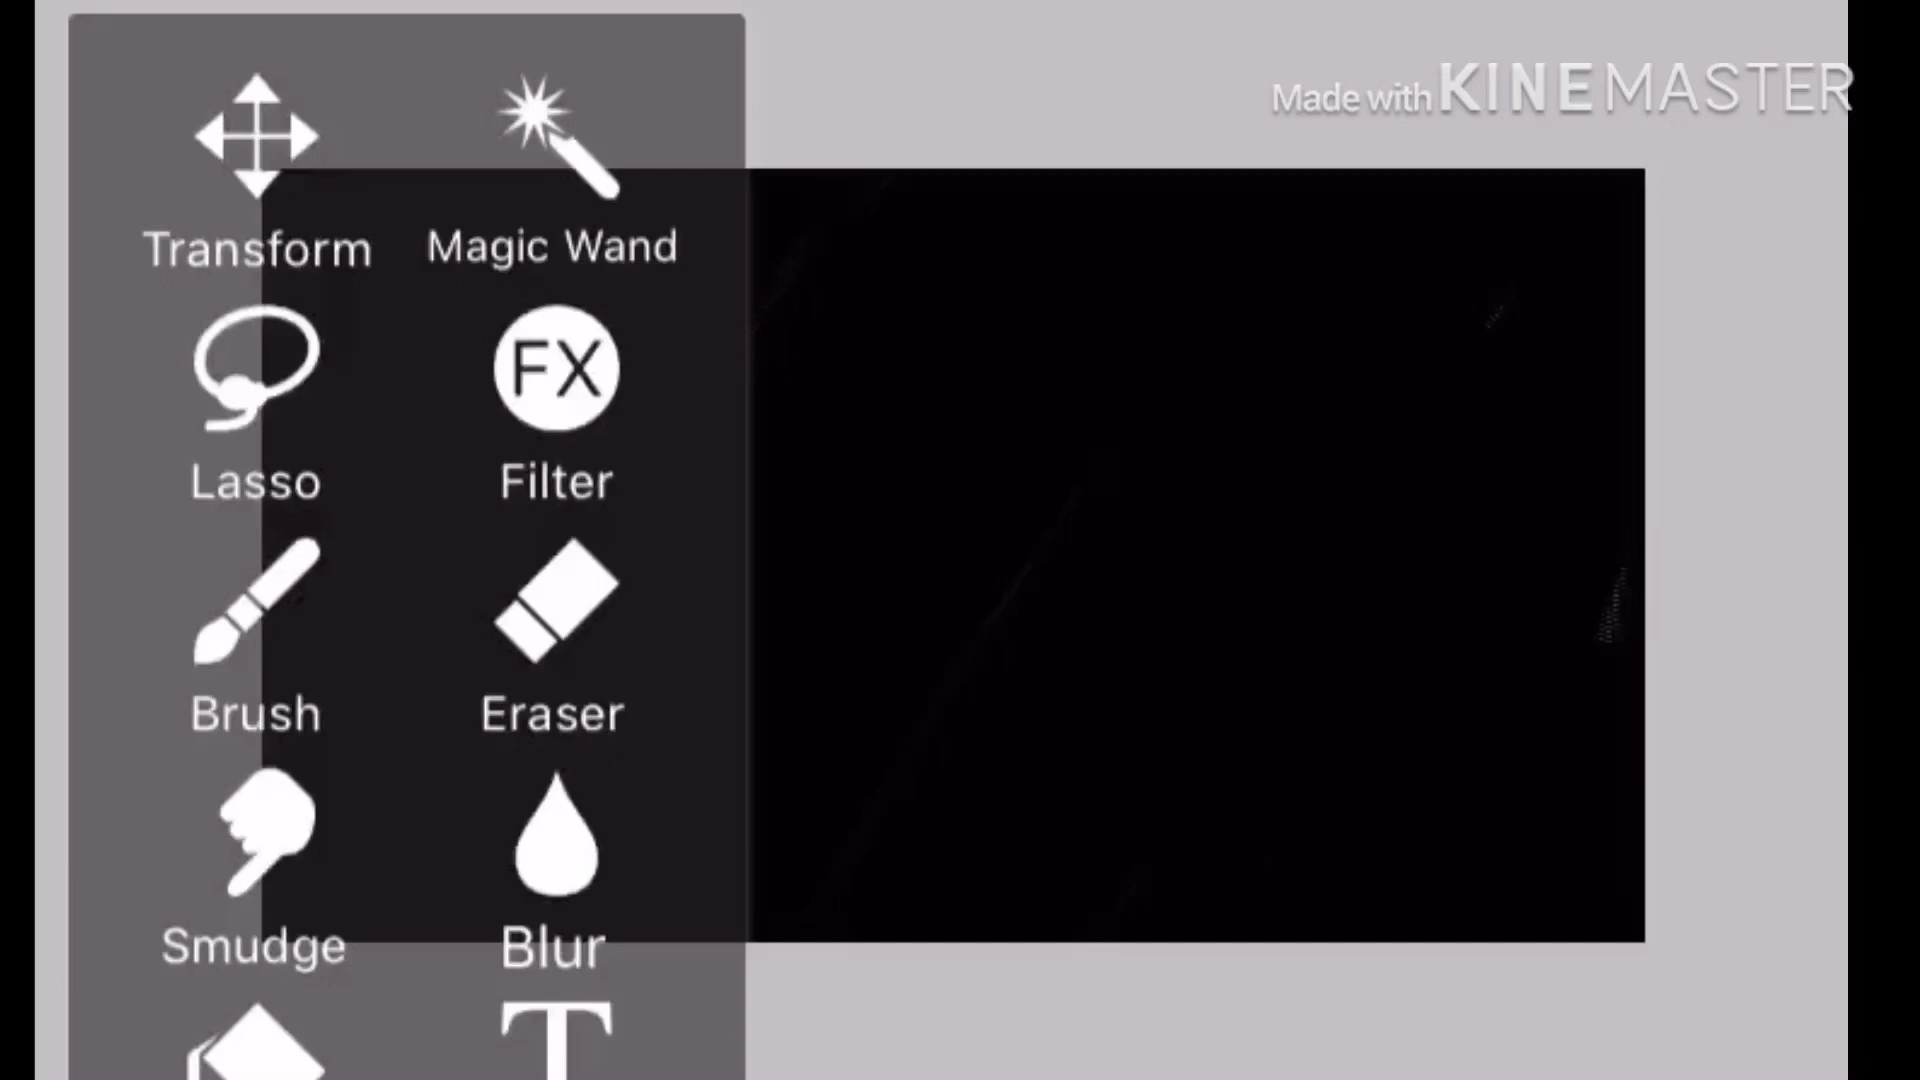 Made with KINEMASTER
Transform Magic Wand
Lasso FX Filter
Brush Eraser
Smudge Blur
T